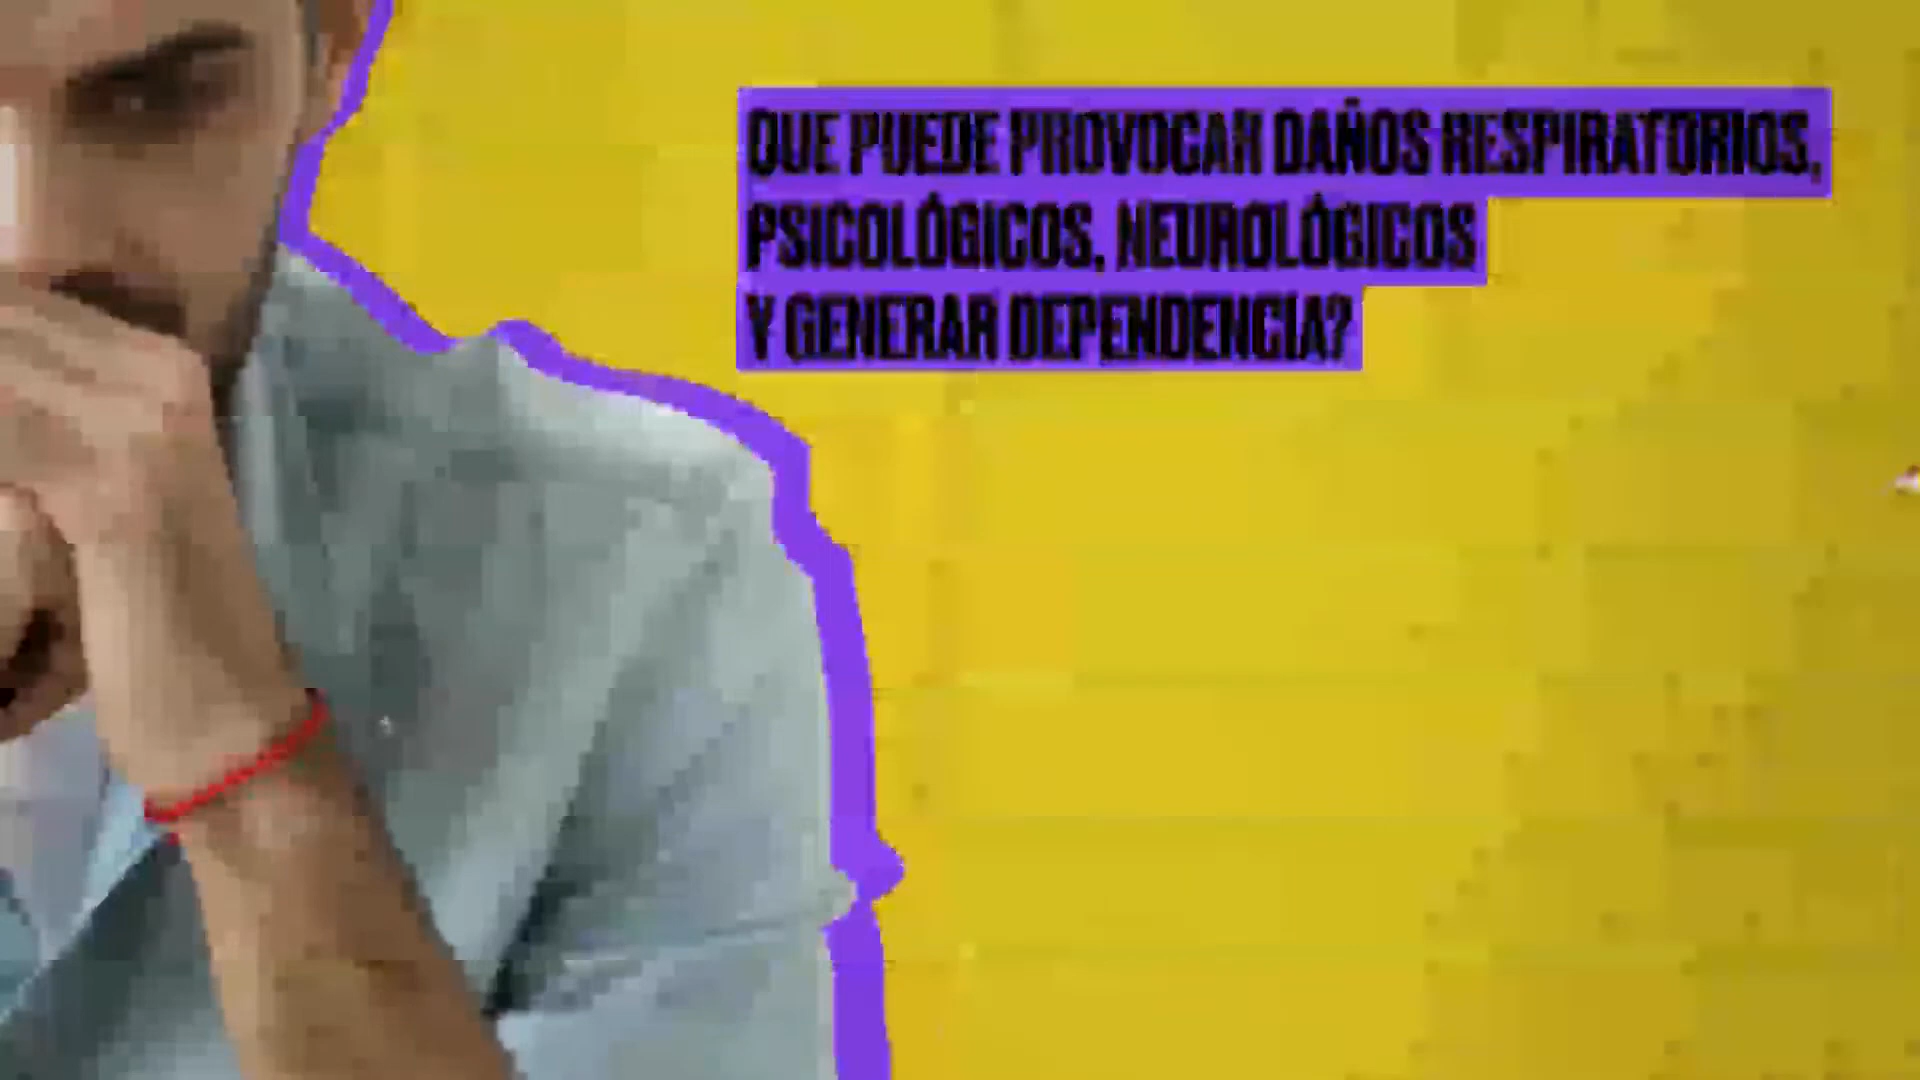 QUE PUEDE PROVOCAR DAÑOS RESPIRATORIOS,
PSICOLÓGICOS, NEUROLÓGICOS
Y GENERAR DEPENDENCIA?